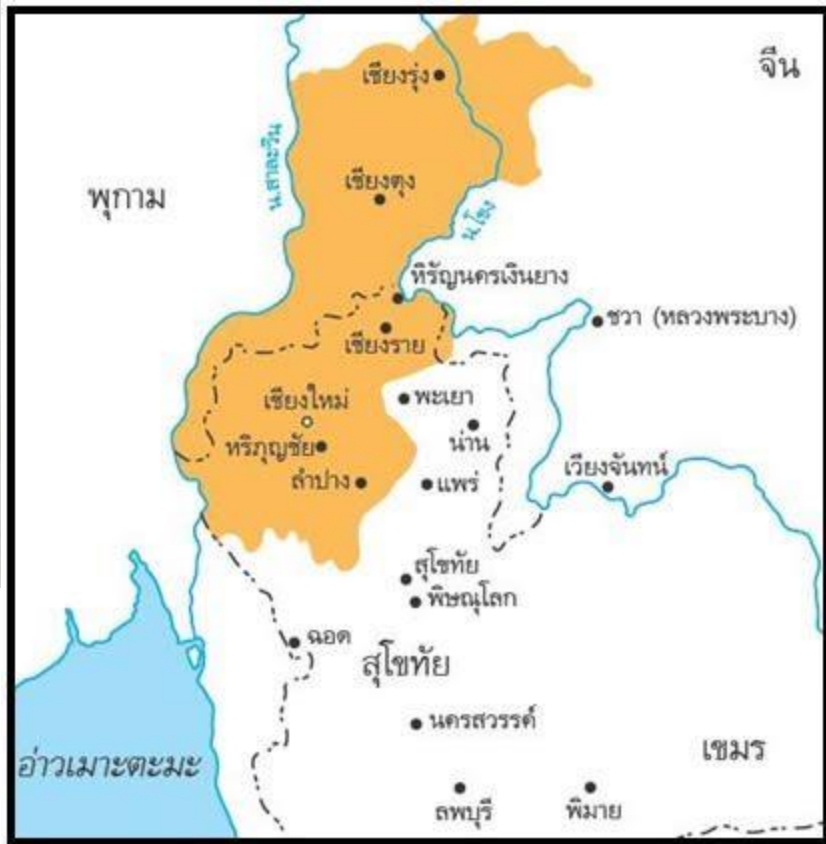 จีน
เชียงรุ่ง
พุกาม
น.สาละวิน
เชียงตุง
น.โขง
หิรัญนครเงินยาง
ชวา (หลวงพระบาง)
เชียงราย
เชียงใหม่
พะเยา
น่าน
หริภุญชัย
ลำปาง
แพร่
เวียงจันทน์
สุโขทัย
พิษณุโลก
ฉอด
สุโขทัย
นครสวรรค์
เขมร
อ่าวเมาะตะมะ
ลพบุรี
พิมาย